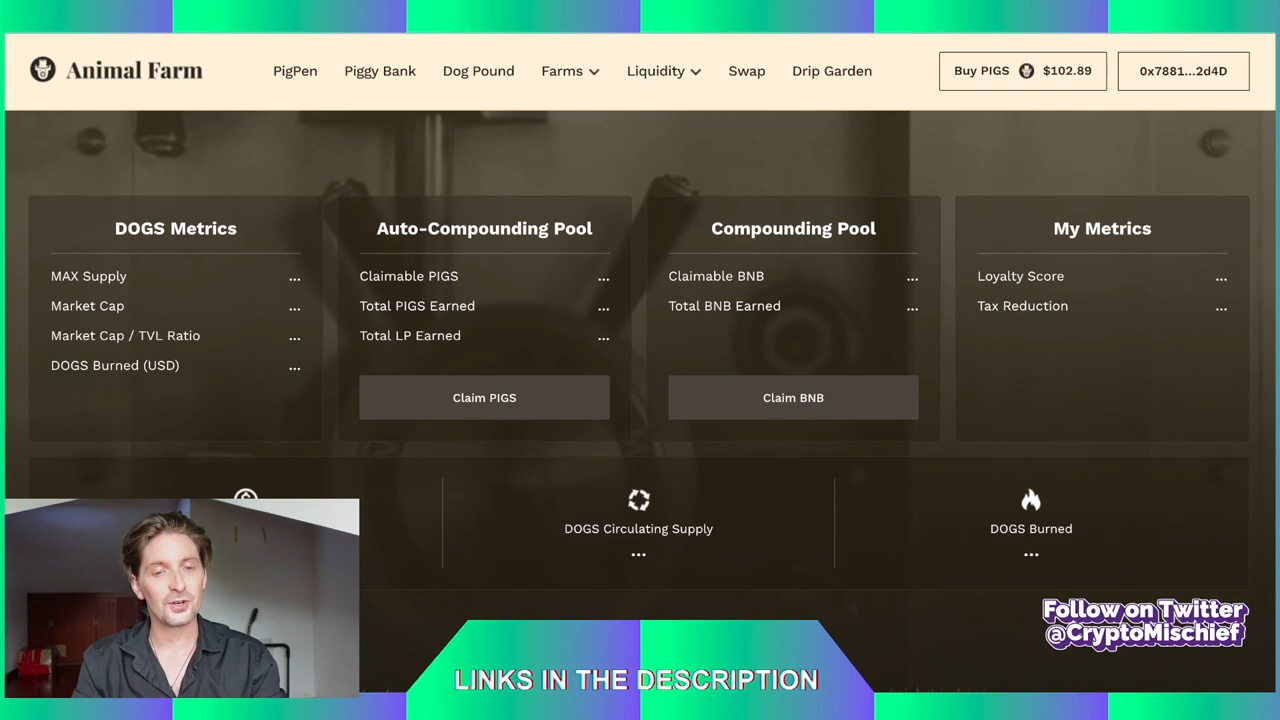 Animal Farm
PigPen
Piggy Bank
Dog Pound
Farms
Liquidity
Swap
Drip Garden
Buy PIGS $102.89
0x7881...2d4D
DOGS Metrics
MAX Supply ...
Market Cap ...
Market Cap / TVL Ratio ...
DOGS Burned (USD) ...
Auto-Compounding Pool
Claimable PIGS ...
Total PIGS Earned ...
Total LP Earned ...
Claim PIGS
Compounding Pool
Claimable BNB ...
Total BNB Earned ...
Claim BNB
My Metrics
Loyalty Score ...
Tax Reduction ...
DOGS Circulating Supply
...
DOGS Burned
...
Follow on Twitter
@CryptoMischief
LINKS IN THE DESCRIPTION